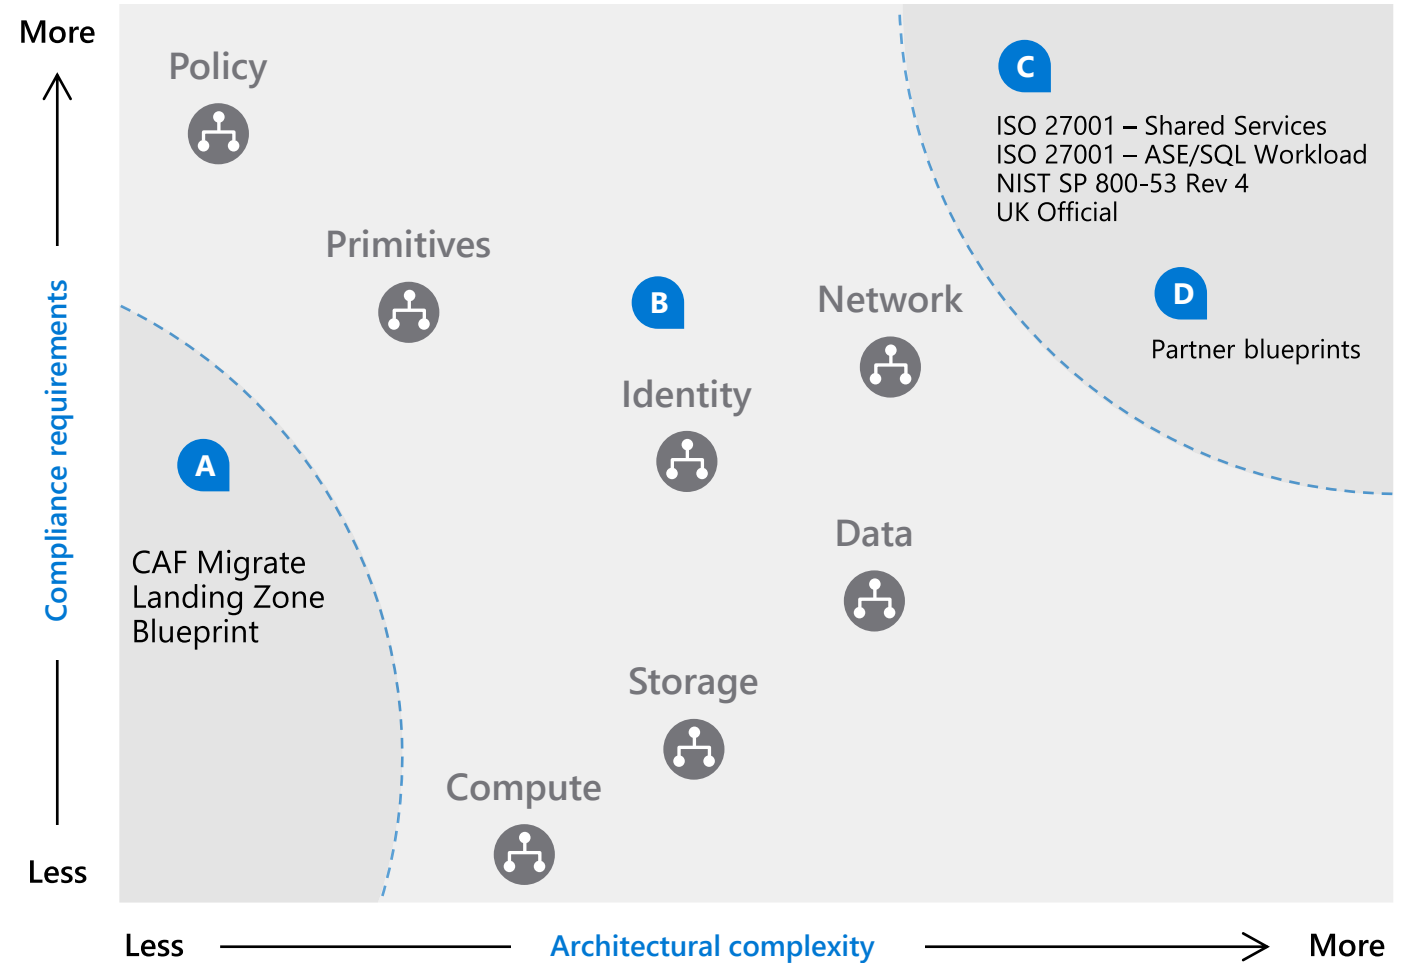 More
Policy
C
ISO 27001 – Shared Services
ISO 27001 – ASE/SQL Workload
NIST SP 800-53 Rev 4
UK Official
Primitives
B
Network
D
Partner blueprints
Identity
Compliance requirements
A
CAF Migrate
Landing Zone
Blueprint
Data
Storage
Compute
Less
Less
Architectural complexity
More